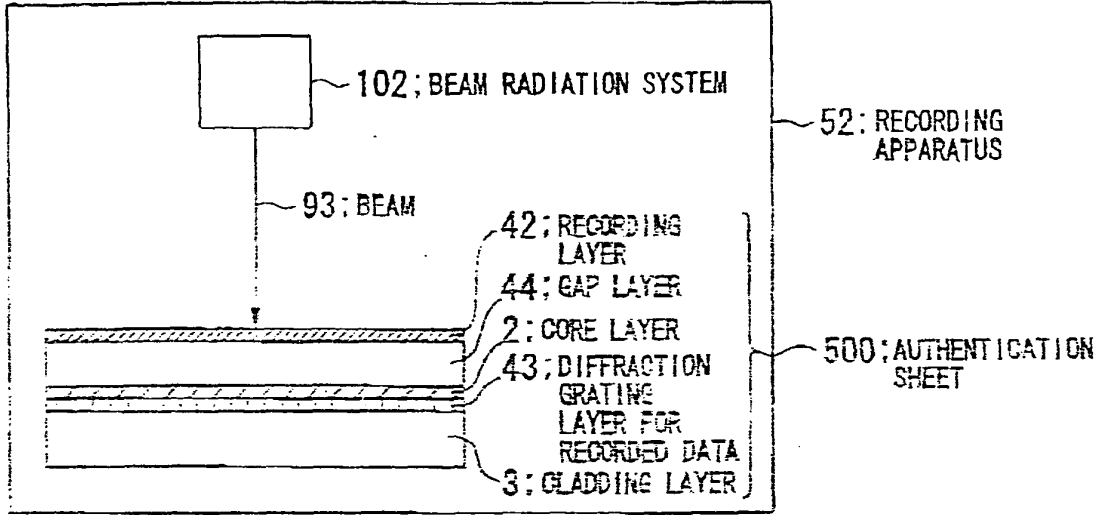 102; BEAM RADIATION SYSTEM
52: RECORDING
APPARATUS
93; BEAM
42; RECORDING
LAYER
44; GAP LAYER
2; CORE LAYER
43; DIFFRACTION
GRATING
LAYER FOR
RECORDED DATA
3; CLADDING LAYER
500; AUTHENTICATION
SHEET